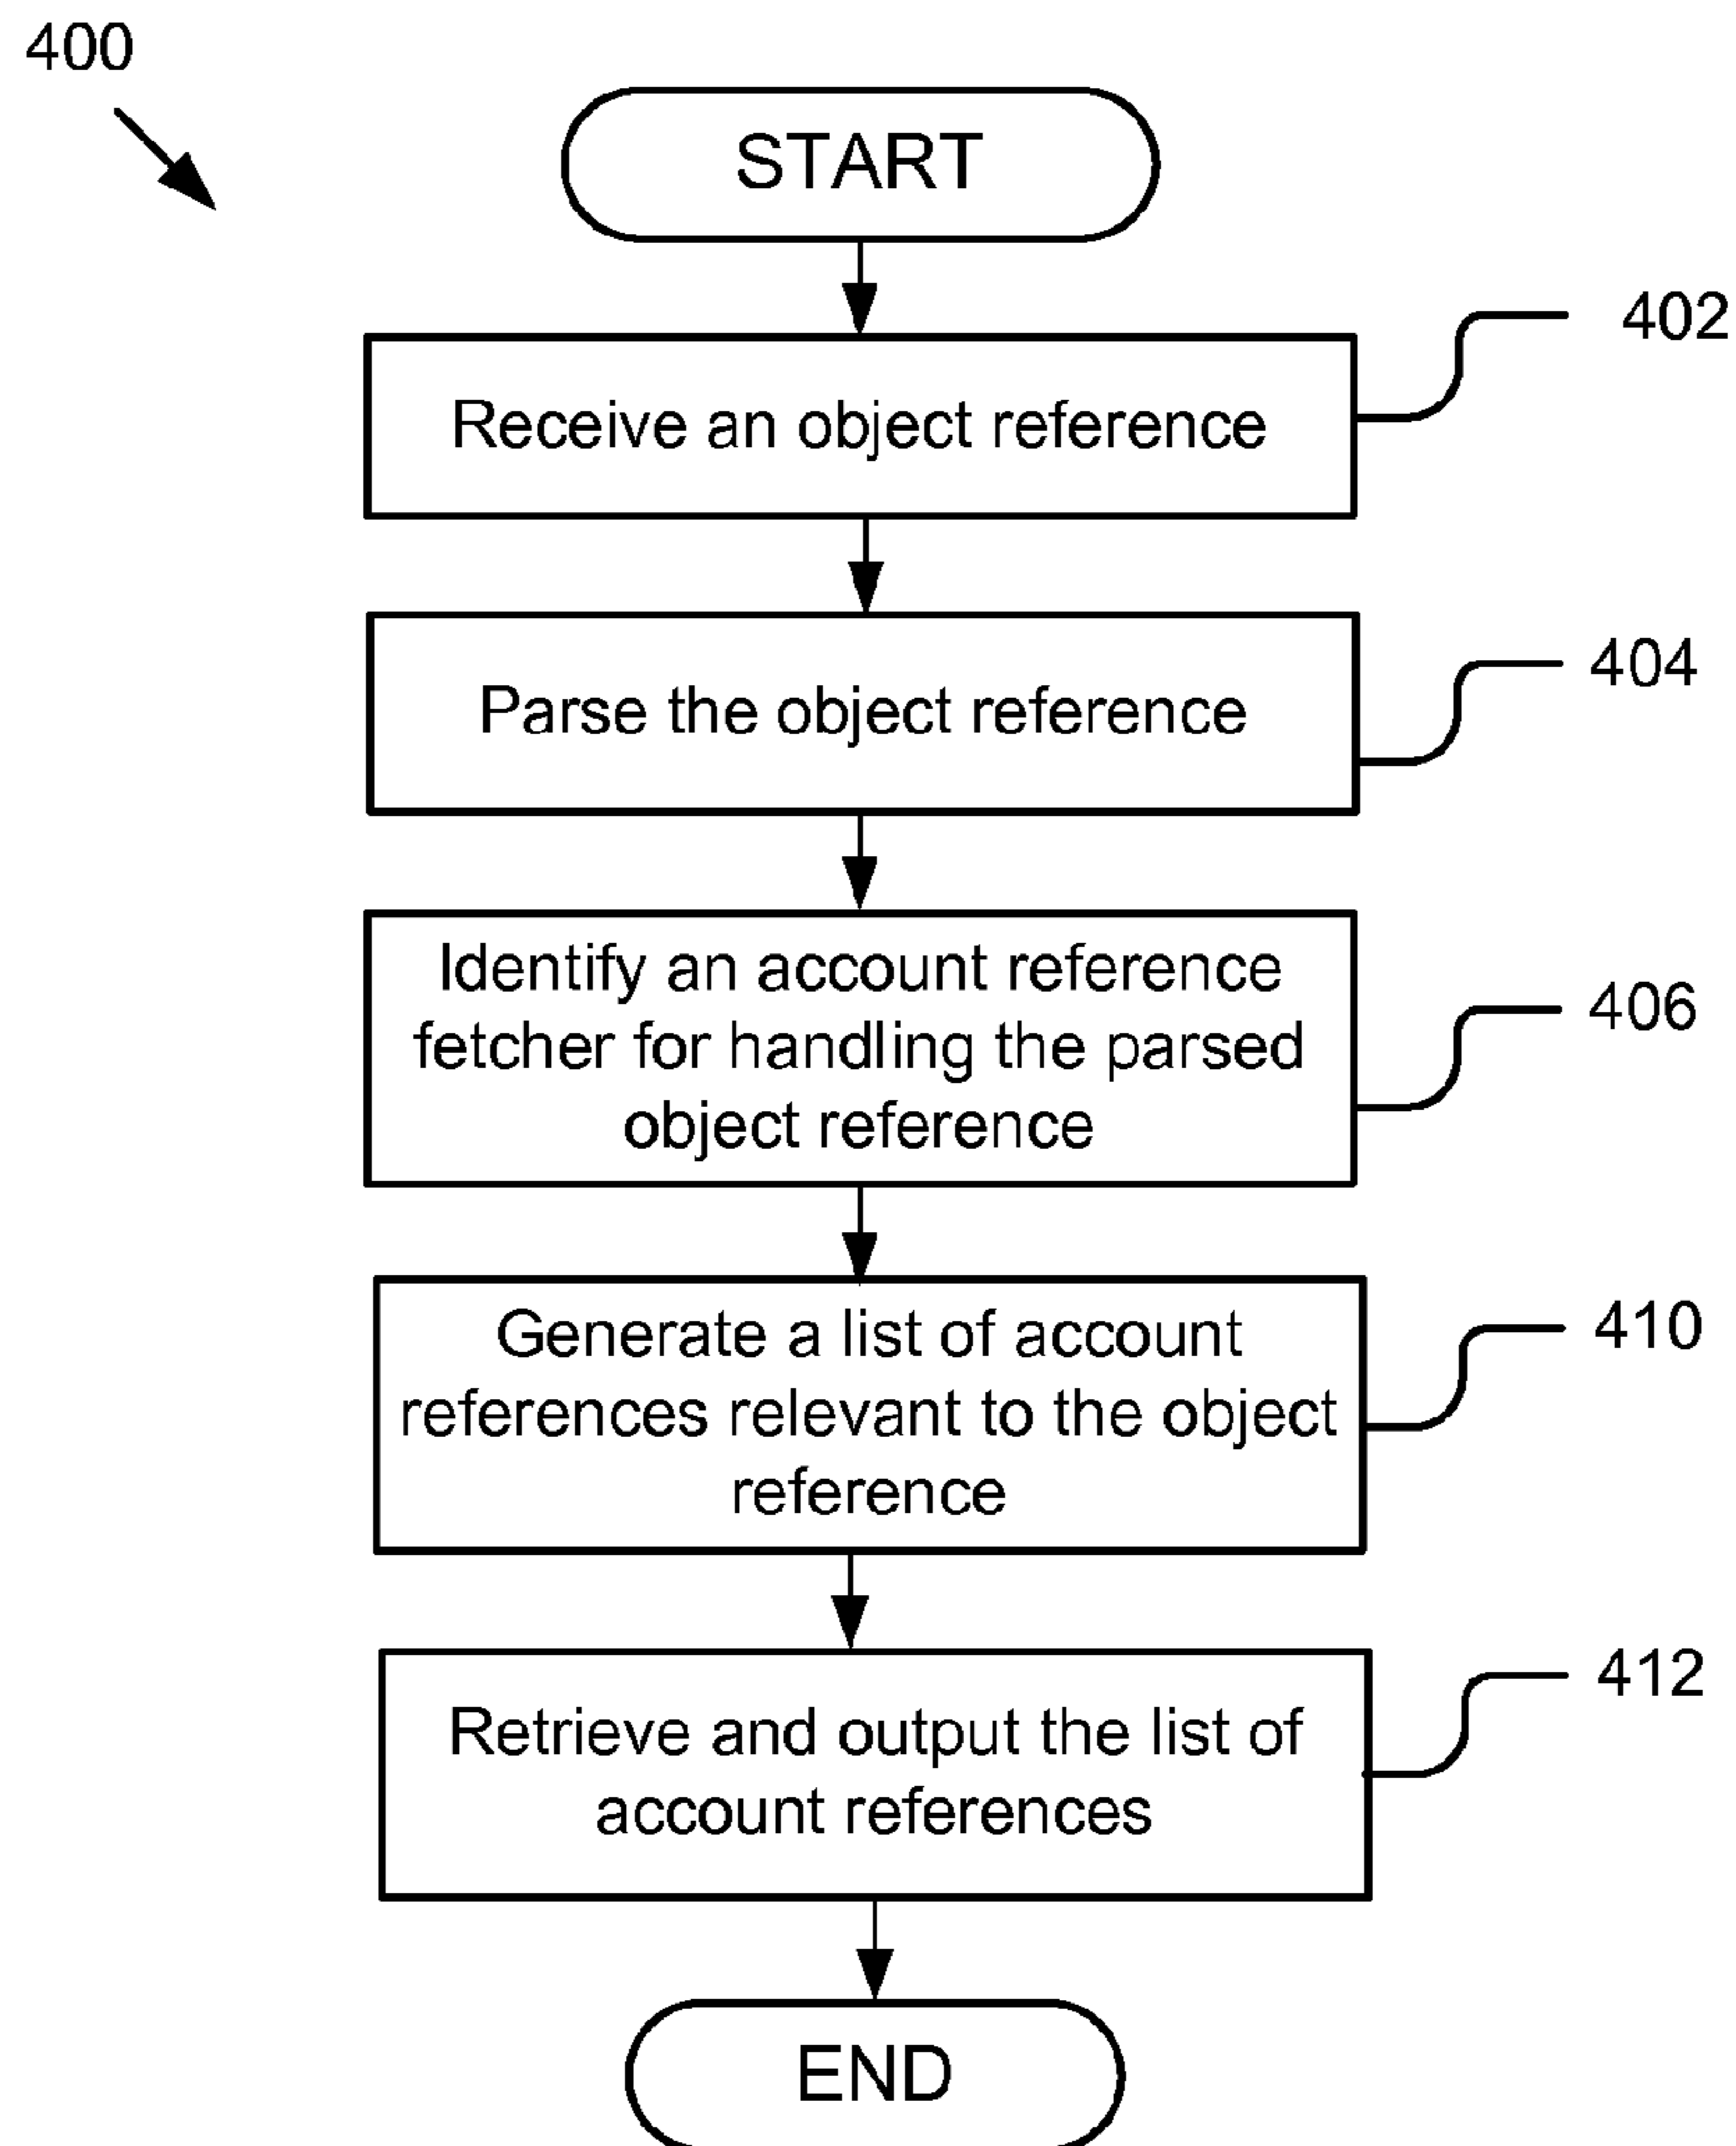 400
START
402
Receive an object reference
404
Parse the object reference
406
Identify an account reference
fetcher for handling the parsed
object reference
410
Generate a list of account
references relevant to the object
reference
412
Retrieve and output the list of
account references
END